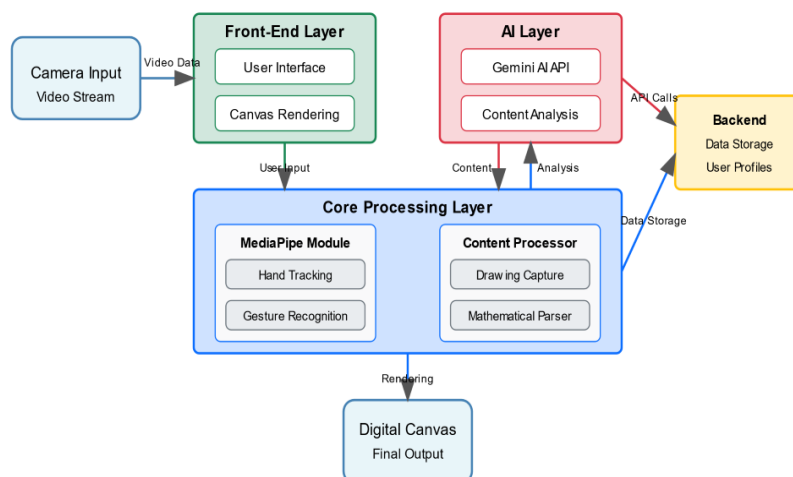 Front-End Layer
User Interface
Canvas Rendering
AI Layer
Gemini AI API
Content Analysis
Camera Input
Video Stream
Video Data
API Calls
Backend
Data Storage
User Profiles
User Input
Content
Analysis
Core Processing Layer
MediaPipe Module
Hand Tracking
Gesture Recognition
Content Processor
Drawing Capture
Mathematical Parser
Data Storage
Rendering
Digital Canvas
Final Output